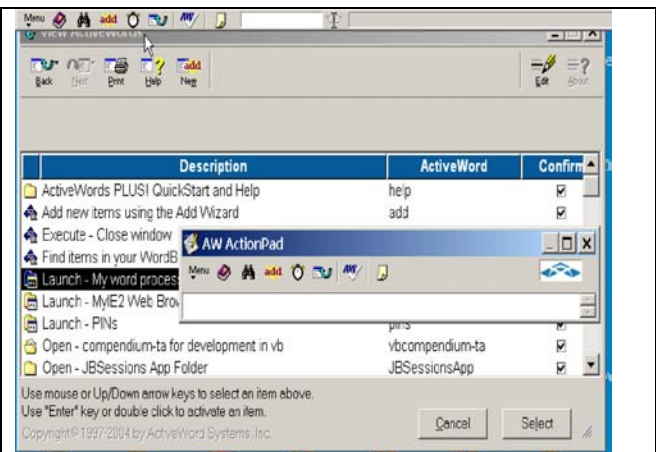 Menu add AW
View ActiveWords
Back Next Print Help New Edit About
Description ActiveWord Confirm
ActiveWords PLUS! QuickStart and Help help
Add new items using the Add Wizard add
Execute - Close window
Find items in your WordB
Launch - My word process
Launch - MyIE2 Web Brow
Launch - PINs pins
Open - compendium-ta for development in vb vbcompendium-ta
Open - JBSessions App Folder JBSessionsApp
AW ActionPad
Menu add AW
Use mouse or Up/Down arrow keys to select an item above.
Use "Enter" key or double click to activate an item.
Copyright© 1997-2004 by ActiveWord Systems, Inc.
Cancel Select